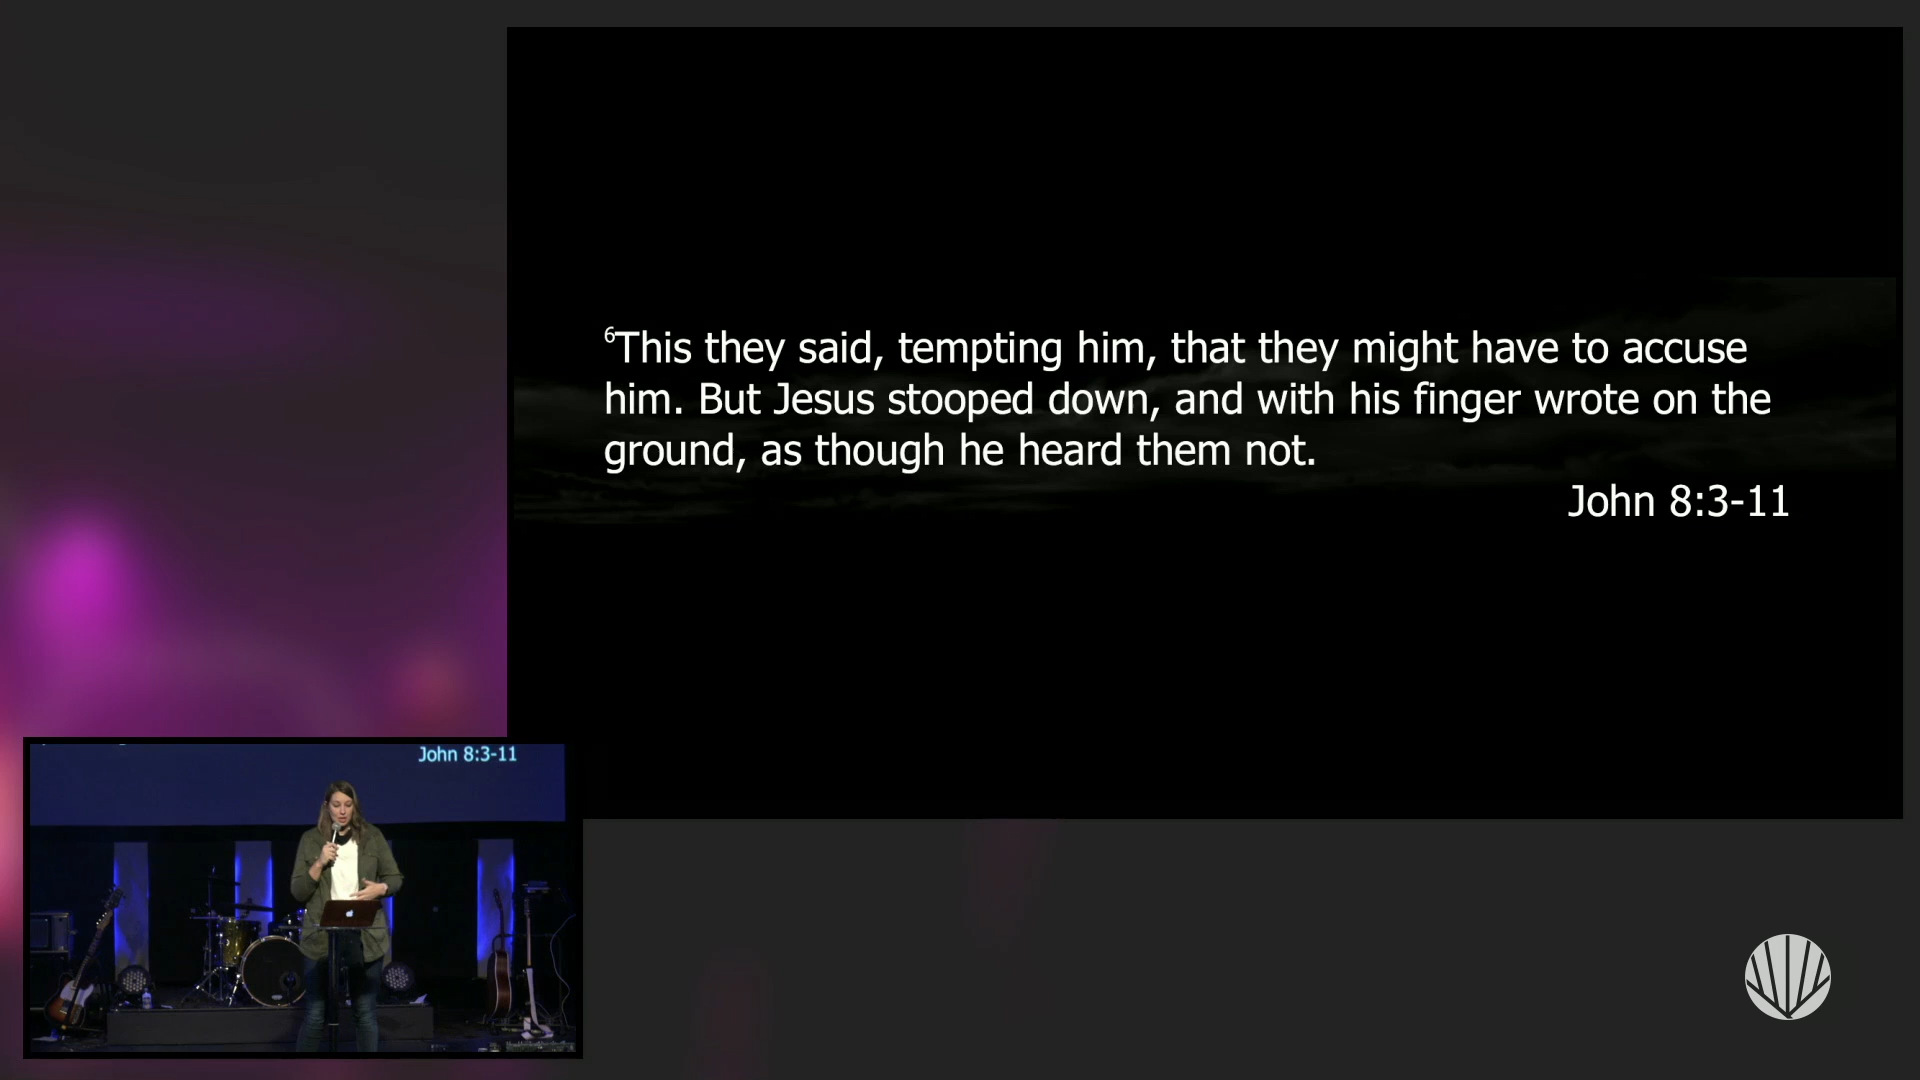 ⁶This they said, tempting him, that they might have to accuse
him. But Jesus stooped down, and with his finger wrote on the
ground, as though he heard them not.
John 8:3-11
John 8:3-11